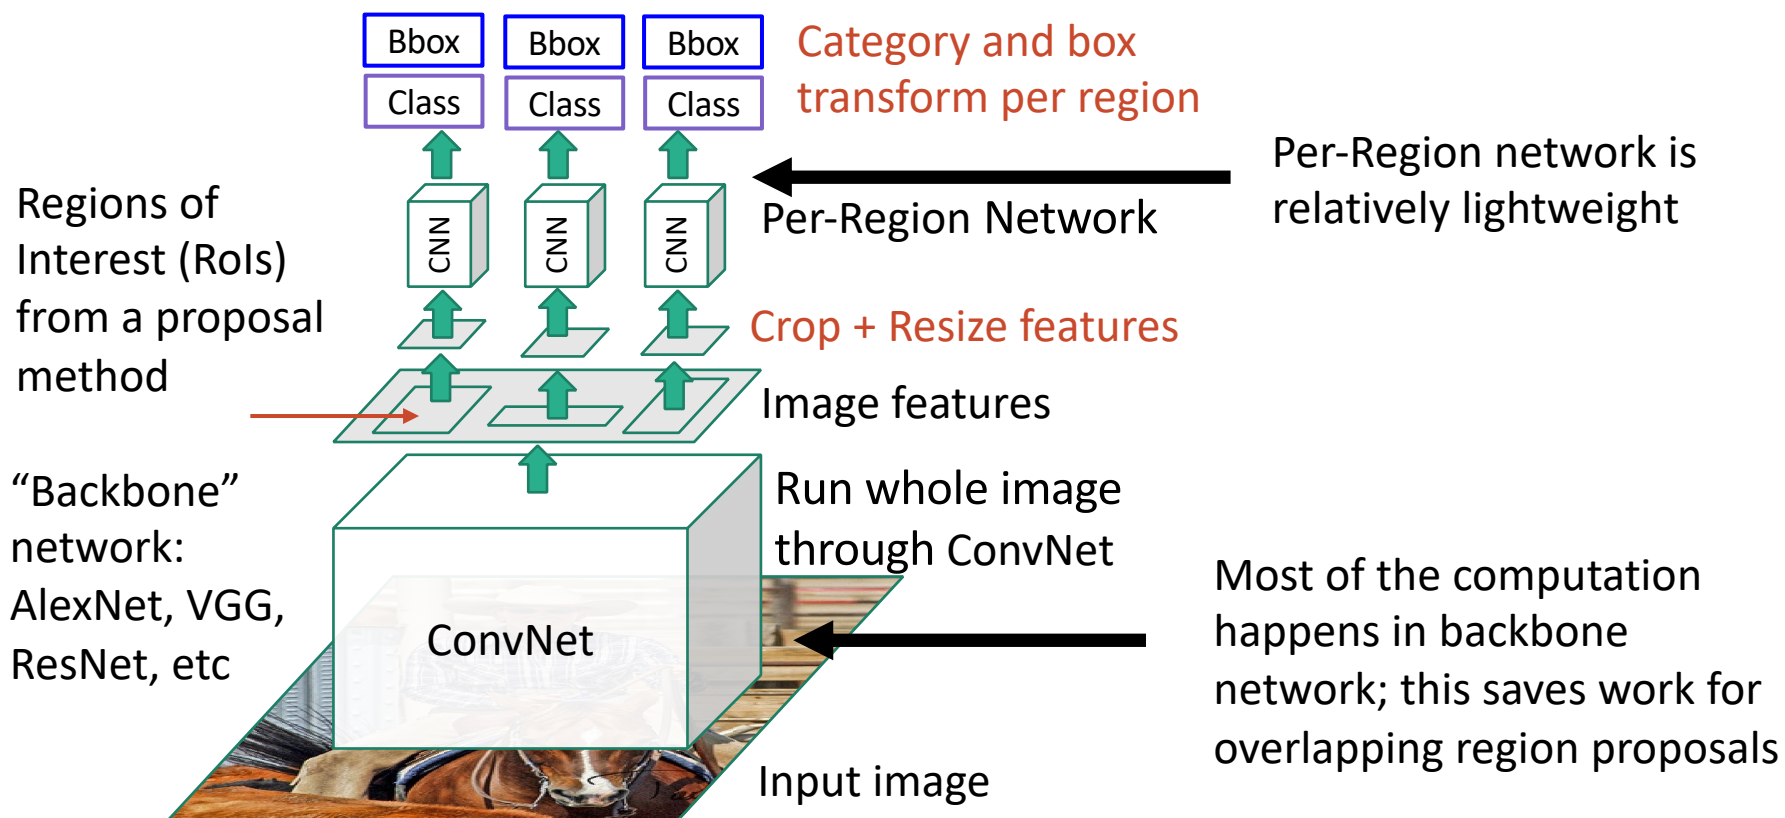 Bbox
Bbox
Bbox
Class
Class
Class
Category and box
transform per region
Per-Region network is
relatively lightweight
Regions of
Interest (RoIs)
from a proposal
method
CNN
CNN
CNN
Per-Region Network
Crop + Resize features
Image features
“Backbone”
network:
AlexNet, VGG,
ResNet, etc
Run whole image
through ConvNet
ConvNet
Most of the computation
happens in backbone
network; this saves work for
overlapping region proposals
Input image